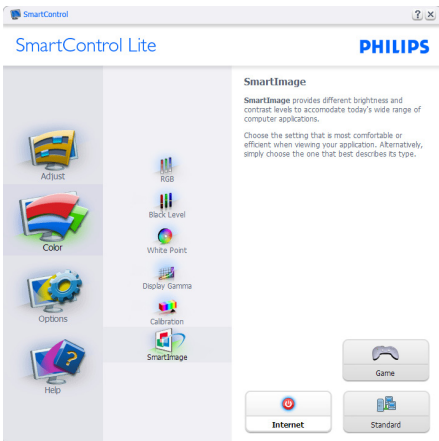 SmartControl
SmartControl Lite
PHILIPS
Adjust
Color
Options
Help
RGB
Black Level
White Point
Display Gamma
Calibration
SmartImage
SmartImage
SmartImage provides different brightness and
contrast levels to accomodate today's wide range of
computer applications.
Choose the setting that is most comfortable or
efficient when viewing your application. Alternatively,
simply choose the one that best describes its type.
Game
Internet
Standard